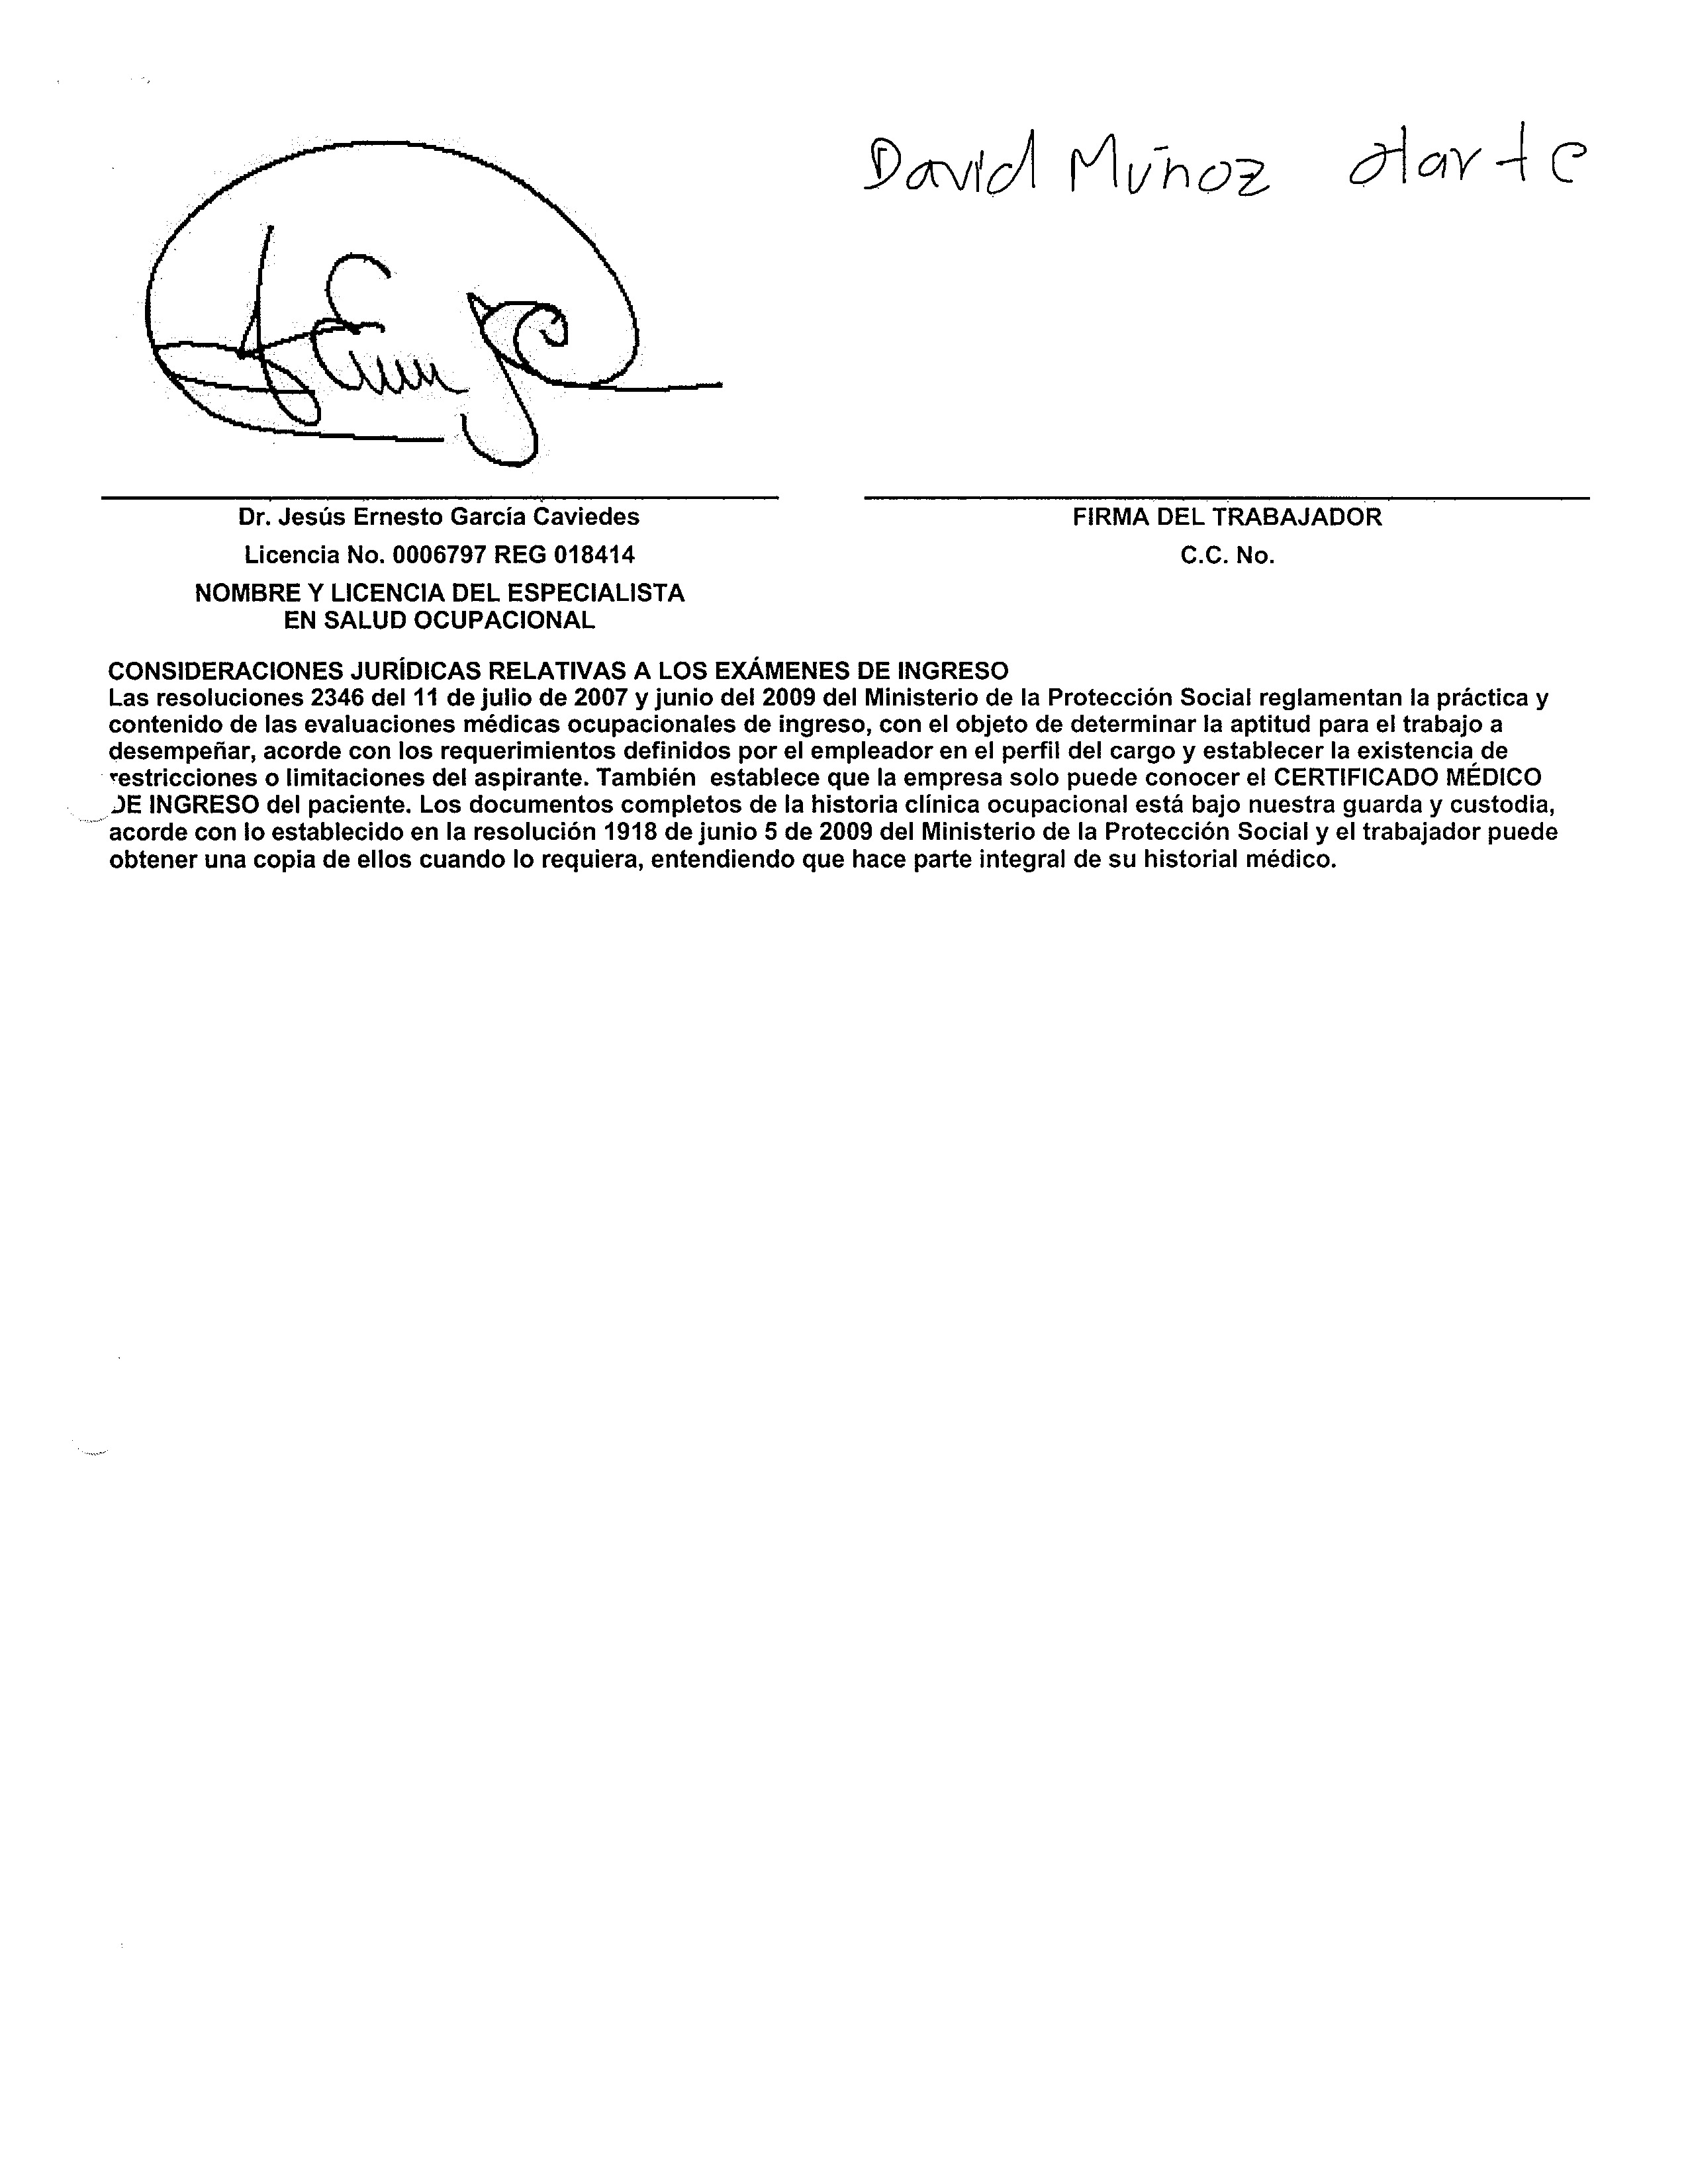 David Muñoz olarte
Dr. Jesús Ernesto García Caviedes
Licencia No. 0006797 REG 018414
NOMBRE Y LICENCIA DEL ESPECIALISTA
EN SALUD OCUPACIONAL
FIRMA DEL TRABAJADOR
C.C. No.
CONSIDERACIONES JURÍDICAS RELATIVAS A LOS EXÁMENES DE INGRESO
Las resoluciones 2346 del 11 de julio de 2007 y junio del 2009 del Ministerio de la Protección Social reglamentan la práctica y
contenido de las evaluaciones médicas ocupacionales de ingreso, con el objeto de determinar la aptitud para el trabajo a
desempeñar, acorde con los requerimientos definidos por el empleador en el perfil del cargo y establecer la existencia de
restricciones o limitaciones del aspirante. También establece que la empresa solo puede conocer el CERTIFICADO MÉDICO
DE INGRESO del paciente. Los documentos completos de la historia clínica ocupacional está bajo nuestra guarda y custodia,
acorde con lo establecido en la resolución 1918 de junio 5 de 2009 del Ministerio de la Protección Social y el trabajador puede
obtener una copia de ellos cuando lo requiera, entendiendo que hace parte integral de su historial médico.